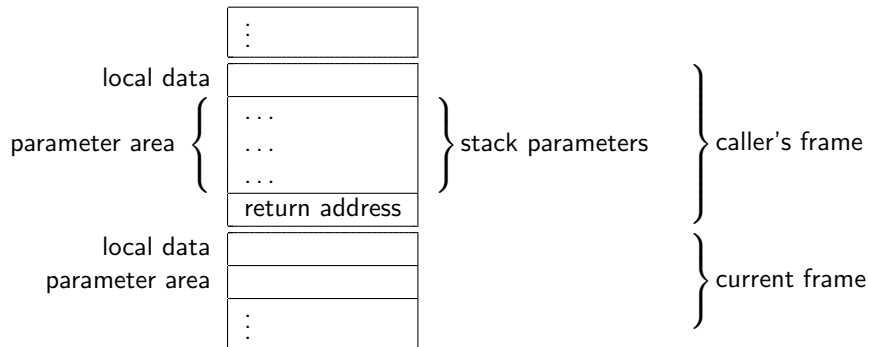 ⋮
local data
parameter area { . . . } stack parameters
. . .
. . .
caller's frame
return address
local data
parameter area
current frame
⋮